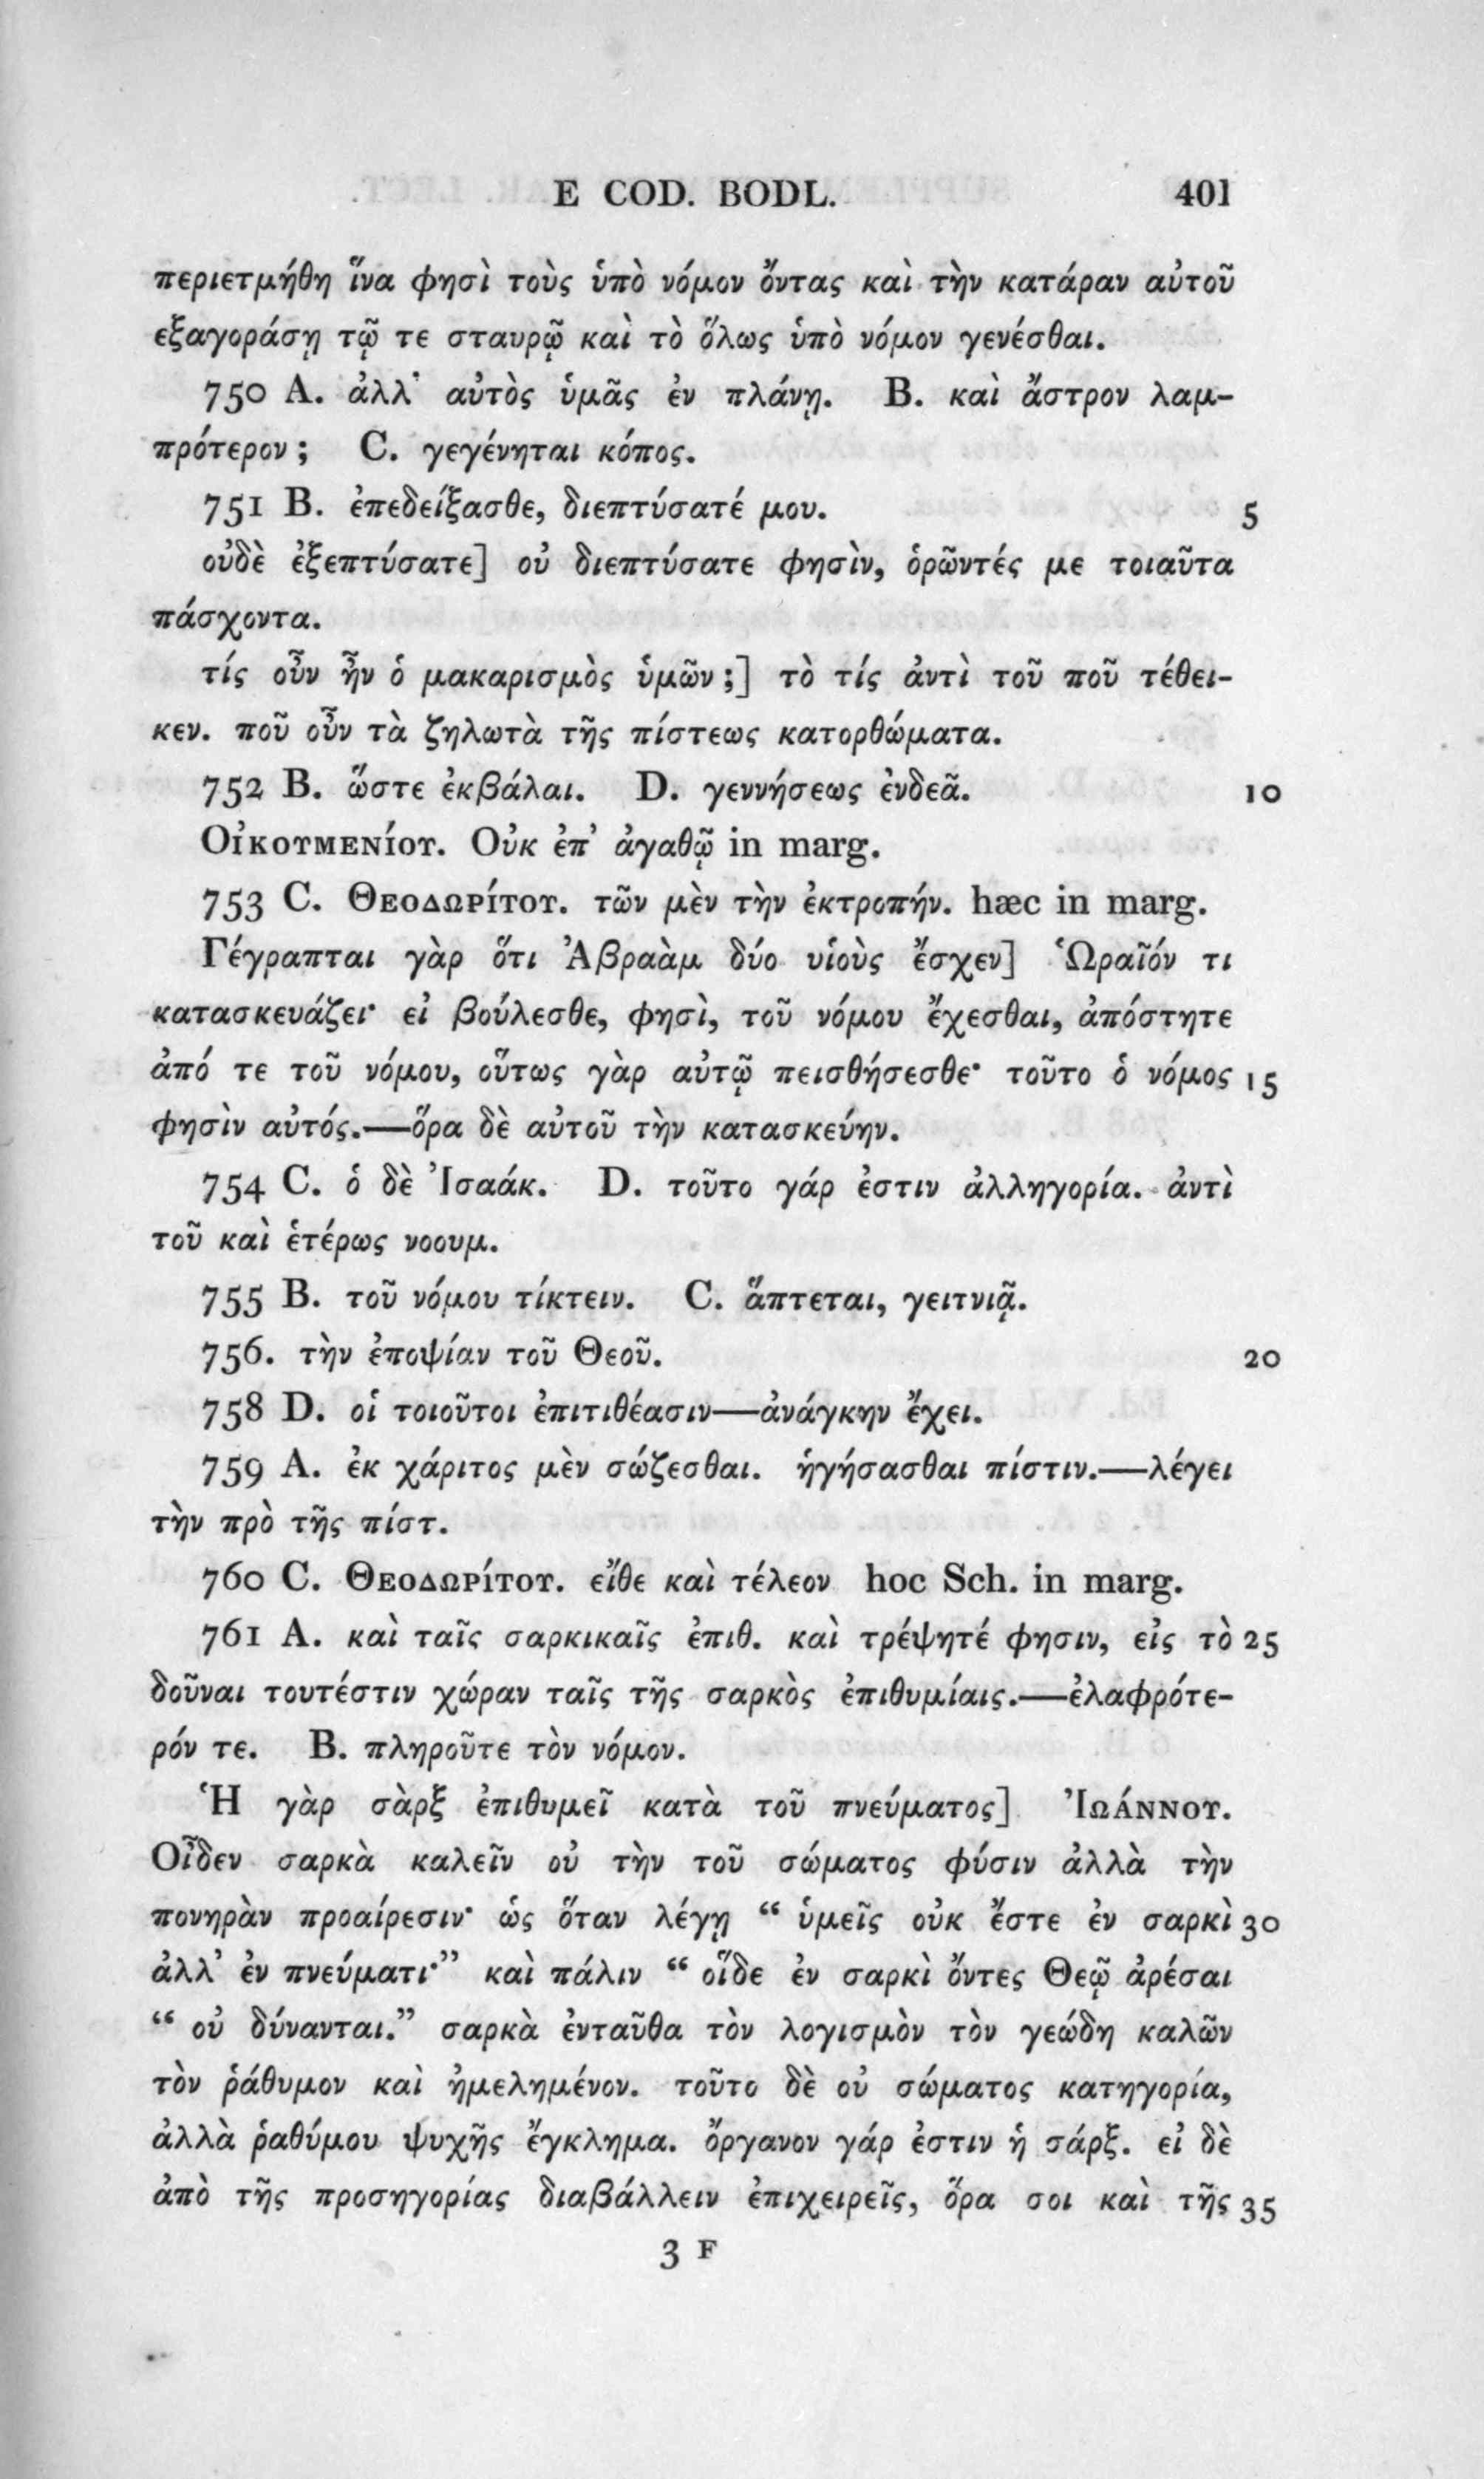 E COD. BODL. 401
περιετμήθη ἵνα φησὶ τοὺς ὑπὸ νόμον ὄντας καὶ τὴν κατάραν αὐτοῦ
εξαγοράσῃ τῷ τε σταυρῷ καὶ τὸ ὅλως ὑπὸ νόμον γενέσθαι.
750 A. ἀλλ᾽ αὐτὸς ὑμᾶς ἐν πλάνῃ. B. καὶ ἄστρον λαμ-
πρότερον; C. γεγένηται κόπος.
751 B. ἐπεδείξασθε, διεπτύσατέ μου. 5
οὐδὲ ἐξεπτύσατε] οὐ διεπτύσατε φησὶν, ὁρῶντές με τοιαῦτα
πάσχοντα.
τίς οὖν ἦν ὁ μακαρισμὸς ὑμῶν;] τὸ τίς ἀντὶ τοῦ ποῦ τέθει-
κεν. ποῦ οὖν τὰ ζηλωτὰ τῆς πίστεως κατορθώματα.
752 B. ὥστε ἐκβάλαι. D. γεννήσεως ἐνδεᾶ. 10
Οἰκουμενίου. Οὐκ ἐπ᾽ ἀγαθῷ in marg.
753 C. Θεοδωρίτου. τῶν μὲν τὴν ἐκτροπήν. hæc in marg.
Γέγραπται γὰρ ὅτι Ἀβραὰμ δύο υἱοὺς ἔσχεν] Ὡραῖόν τι
κατασκευάζει· εἰ βούλεσθε, φησὶ, τοῦ νόμου ἔχεσθαι, ἀπόστητε
ἀπό τε τοῦ νόμου, οὕτως γὰρ αὐτῷ πεισθήσεσθε· τοῦτο ὁ νόμος 15
φησὶν αὐτός.—ὅρα δὲ αὐτοῦ τὴν κατασκεύην.
754 C. ὁ δὲ Ἰσαάκ. D. τοῦτο γάρ ἐστιν ἀλληγορία. ἀντὶ
τοῦ καὶ ἑτέρως νοουμ.
755 B. τοῦ νόμου τίκτειν. C. ἅπτεται, γειτνιᾷ.
756. τὴν ἐποψίαν τοῦ Θεοῦ. 20
758 D. οἱ τοιοῦτοι ἐπιτιθέασιν—ἀνάγκην ἔχει.
759 A. ἐκ χάριτος μὲν σώζεσθαι. ἡγήσασθαι πίστιν.—λέγει
τὴν πρὸ τῆς πίστ.
760 C. Θεοδωρίτου. εἴθε καὶ τέλεον hoc Sch. in marg.
761 A. καὶ ταῖς σαρκικαῖς ἐπιθ. καὶ τρέψητέ φησιν, εἰς τὸ 25
δοῦναι τουτέστιν χώραν ταῖς τῆς σαρκὸς ἐπιθυμίαις.—ἐλαφρότε-
ρόν τε. B. πληροῦτε τὸν νόμον.
Ἡ γὰρ σὰρξ ἐπιθυμεῖ κατὰ τοῦ πνεύματος] Ἰωάννου.
Οἶδεν σαρκὰ καλεῖν οὐ τὴν τοῦ σώματος φύσιν ἀλλὰ τὴν
πονηρὰν προαίρεσιν· ὡς ὅταν λέγῃ “ ὑμεῖς οὐκ ἔστε ἐν σαρκὶ 30
ἀλλ᾽ ἐν πνεύματι·” καὶ πάλιν “ οἵδε ἐν σαρκὶ ὄντες Θεῷ ἀρέσαι
“ οὐ δύνανται.” σαρκὰ ἐνταῦθα τὸν λογισμὸν τὸν γεώδη καλῶν
τὸν ῥάθυμον καὶ ἠμελημένον. τοῦτο δὲ οὐ σώματος κατηγορία,
ἀλλὰ ῥαθύμου ψυχῆς ἔγκλημα. ὄργανον γάρ ἐστιν ἡ σάρξ. εἰ δὲ
ἀπὸ τῆς προσηγορίας διαβάλλειν ἐπιχειρεῖς, ὅρα σοι καὶ τῆς 35
3 F